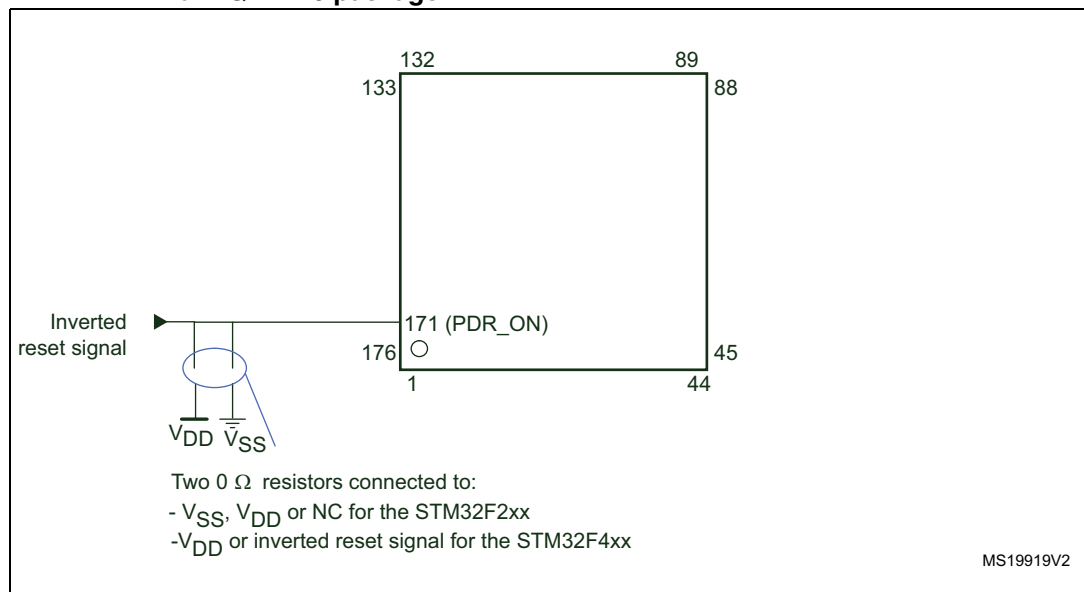 132 89
133 88
Inverted
reset signal
171 (PDR_ON)
176 45
1 44
VDD VSS
Two 0 Ω resistors connected to:
- VSS, VDD or NC for the STM32F2xx
-VDD or inverted reset signal for the STM32F4xx
MS19919V2